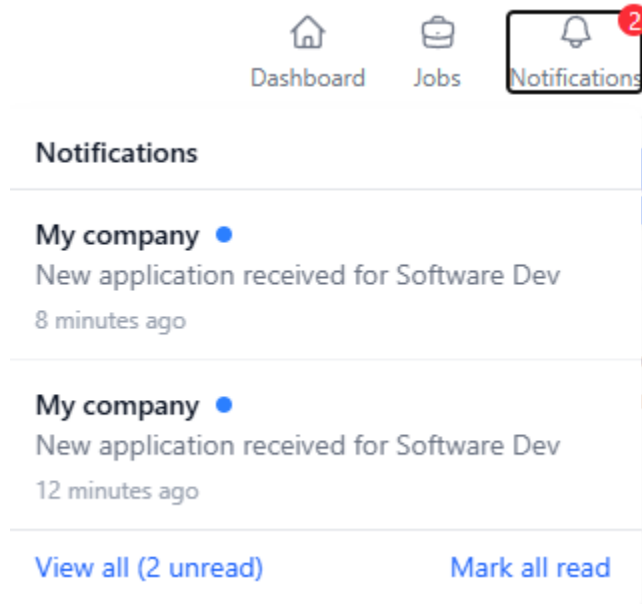 2
Dashboard
Jobs
Notifications
Notifications
My company
New application received for Software Dev
8 minutes ago
My company
New application received for Software Dev
12 minutes ago
View all (2 unread)
Mark all read